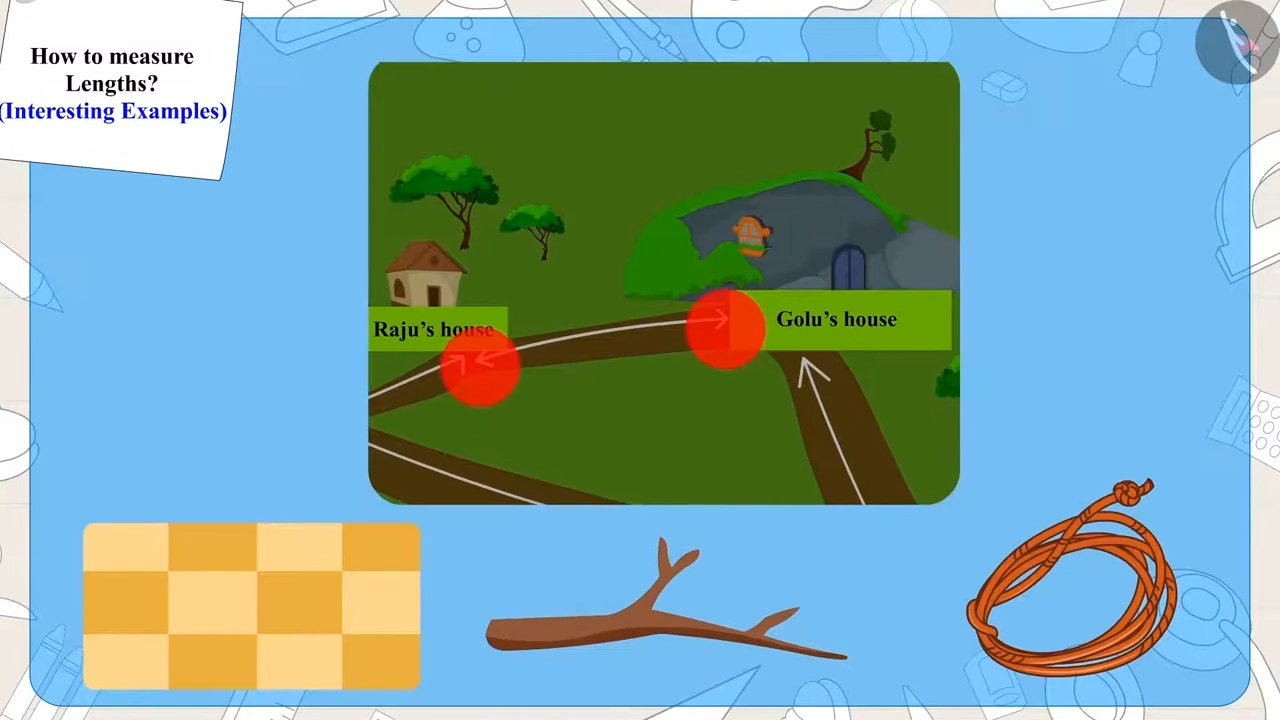 How to measure
Lengths?
(Interesting Examples)
Raju's house
Golu's house